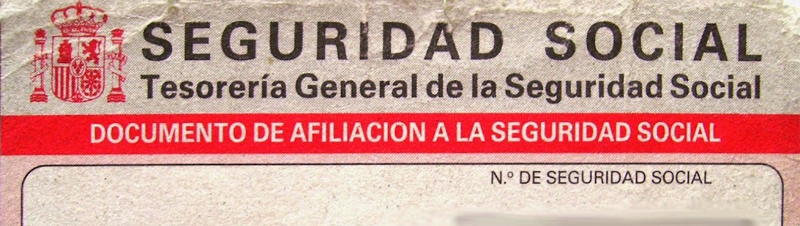 SEGURIDAD SOCIAL
Tesorería General de la Seguridad Social
DOCUMENTO DE AFILIACION A LA SEGURIDAD SOCIAL
N.º DE SEGURIDAD SOCIAL